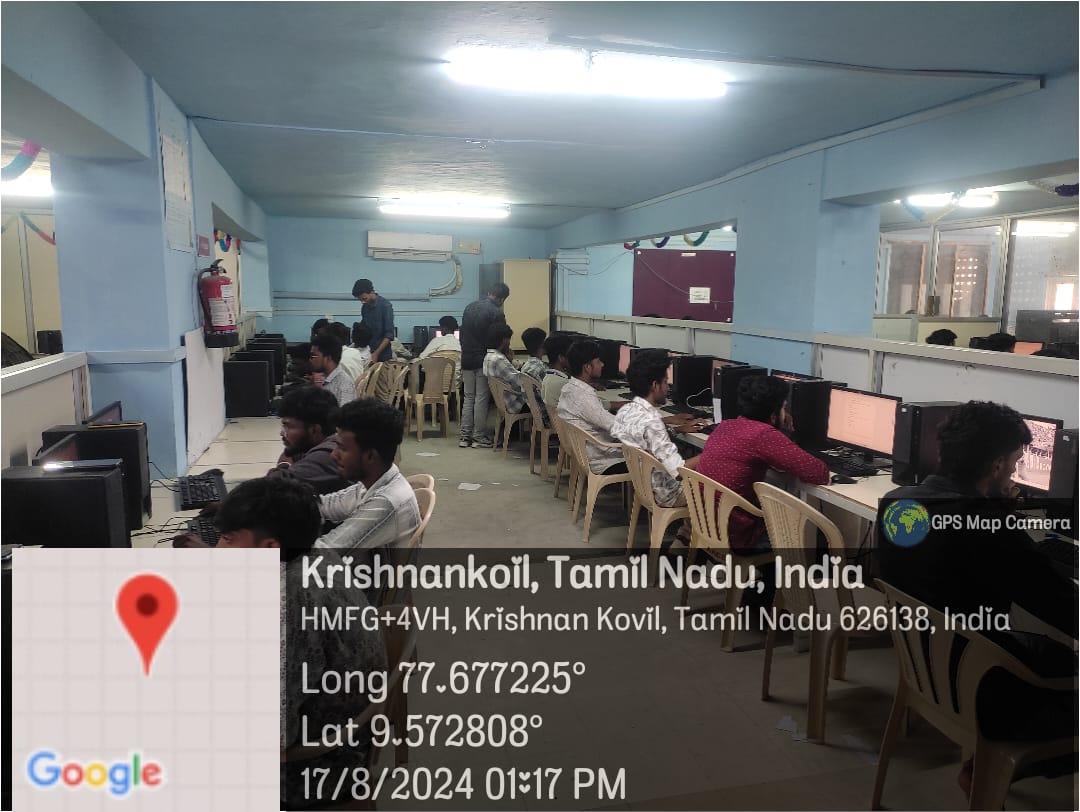 GPS Map Camera
Krishnankoil, Tamil Nadu, India
HMFG+4VH, Krishnan Kovil, Tamil Nadu 626138, India
Long 77.677225°
Lat 9.572808°
17/8/2024 01:17 PM
Google